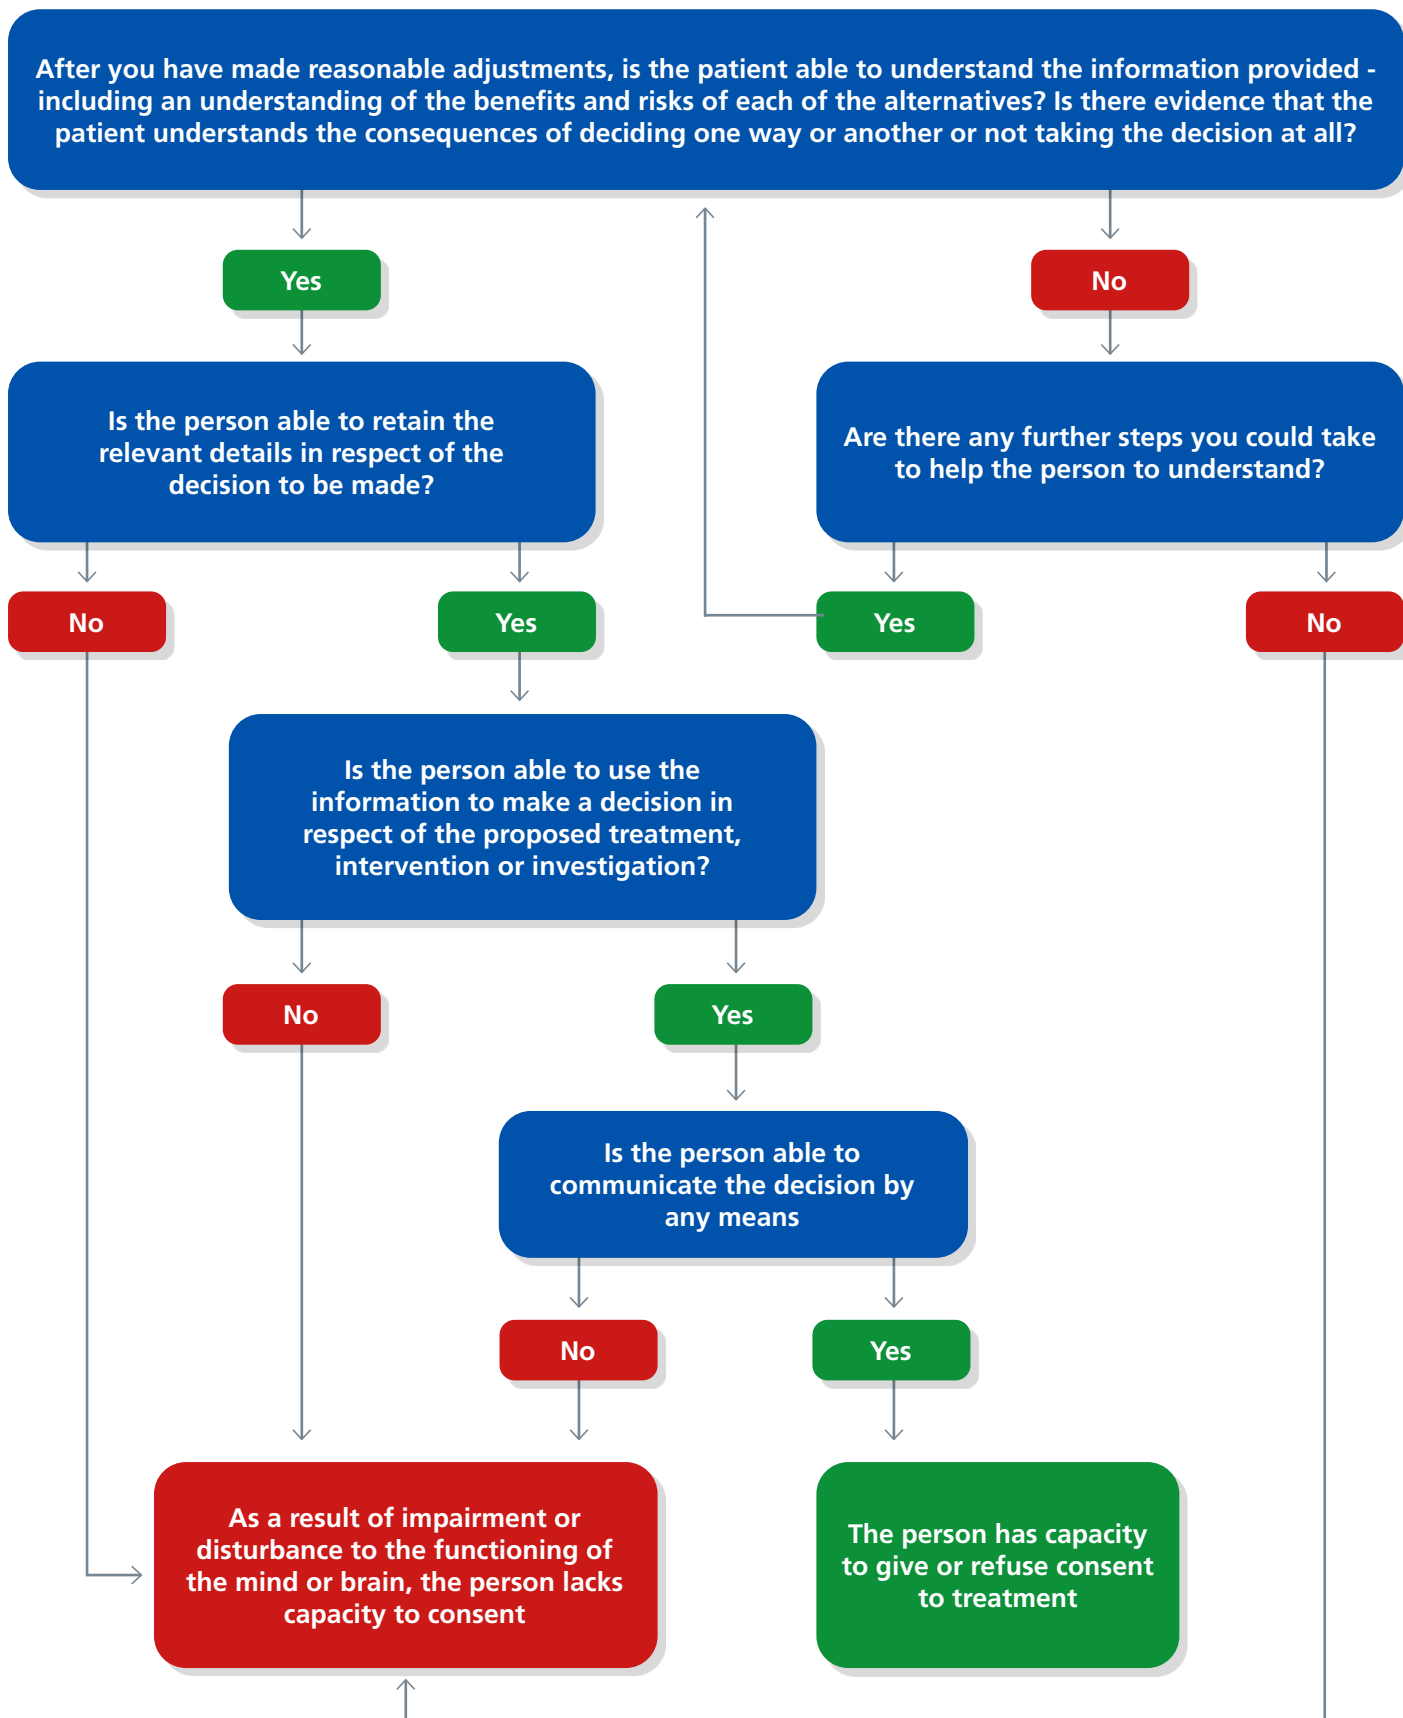 After you have made reasonable adjustments, is the patient able to understand the information provided -
including an understanding of the benefits and risks of each of the alternatives? Is there evidence that the
patient understands the consequences of deciding one way or another or not taking the decision at all?
Yes
No
Is the person able to retain the
relevant details in respect of the
decision to be made?
Are there any further steps you could take
to help the person to understand?
No
Yes
Yes
No
Is the person able to use the
information to make a decision in
respect of the proposed treatment,
intervention or investigation?
No
Yes
Is the person able to
communicate the decision by
any means
No
Yes
As a result of impairment or
disturbance to the functioning of
the mind or brain, the person lacks
capacity to consent
The person has capacity
to give or refuse consent
to treatment